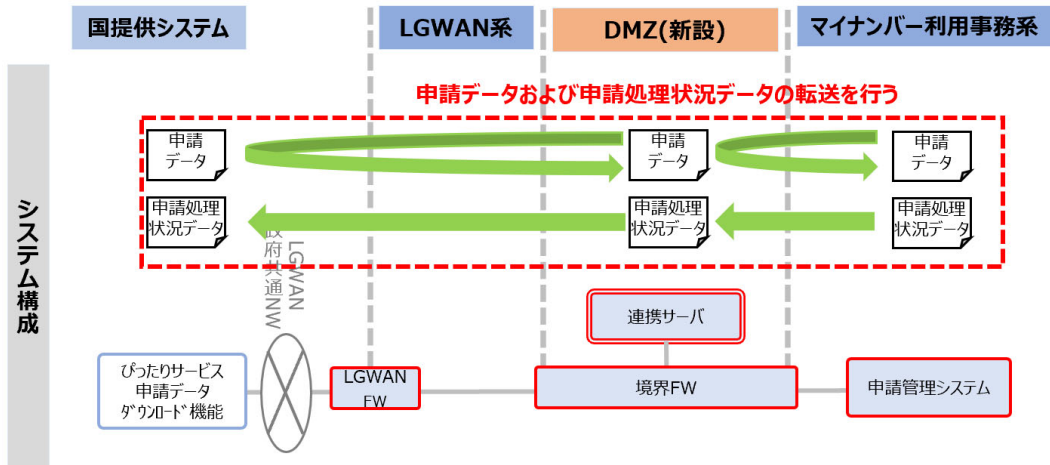 国提供システム
LGWAN系
DMZ(新設)
マイナンバー利用事務系
システム構成
申請データおよび申請処理状況データの転送を行う
申請
データ
申請
データ
申請
データ
申請処理
状況データ
申請処理
状況データ
申請処理
状況データ
LGWAN
政府共通NW
連携サーバ
ぴったりサービス
申請データ
ダウンロード機能
LGWAN
FW
境界FW
申請管理システム